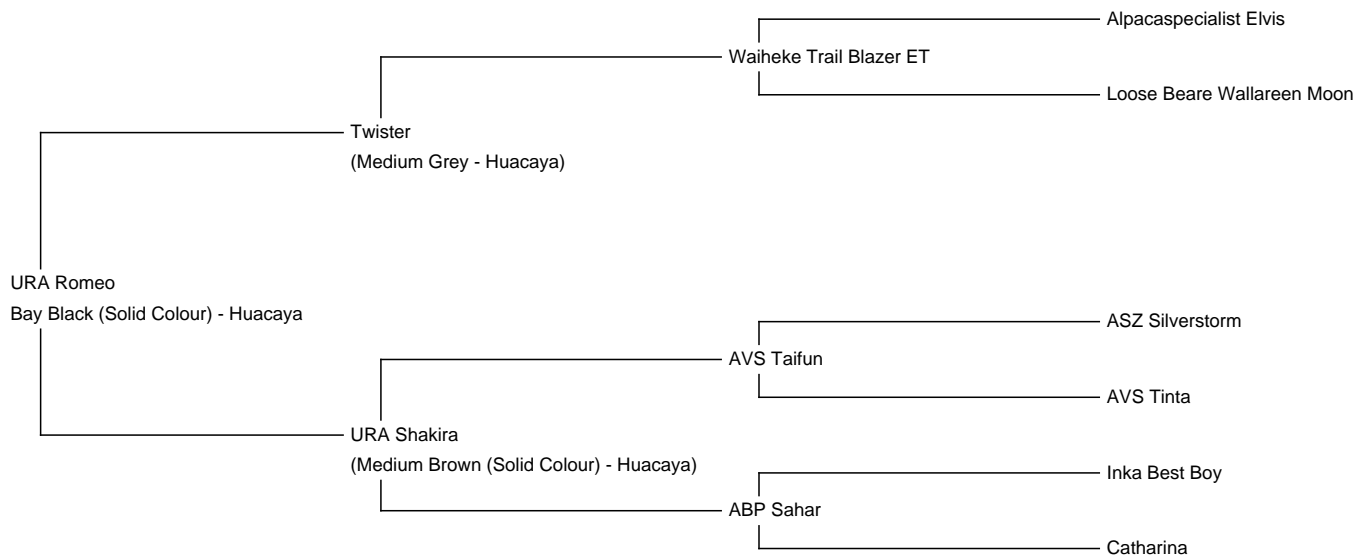 Alpacaspecialist Elvis
Waiheke Trail Blazer ET
Loose Beare Wallareen Moon
Twister
(Medium Grey - Huacaya)
URA Romeo
Bay Black (Solid Colour) - Huacaya
ASZ Silverstorm
AVS Taifun
AVS Tinta
URA Shakira
(Medium Brown (Solid Colour) - Huacaya)
Inka Best Boy
ABP Sahar
Catharina